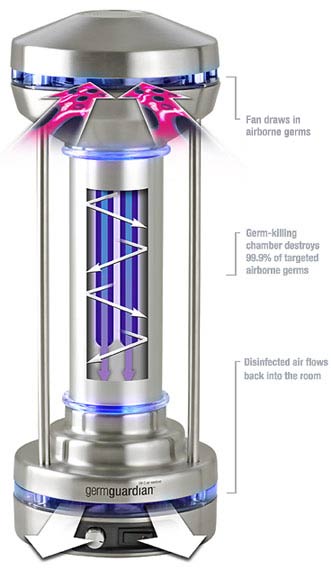 Fan draws in
airborne germs
Germ-killing
chamber destroys
99.9% of targeted
airborne germs
Disinfected air flows
back into the room
germguardian™